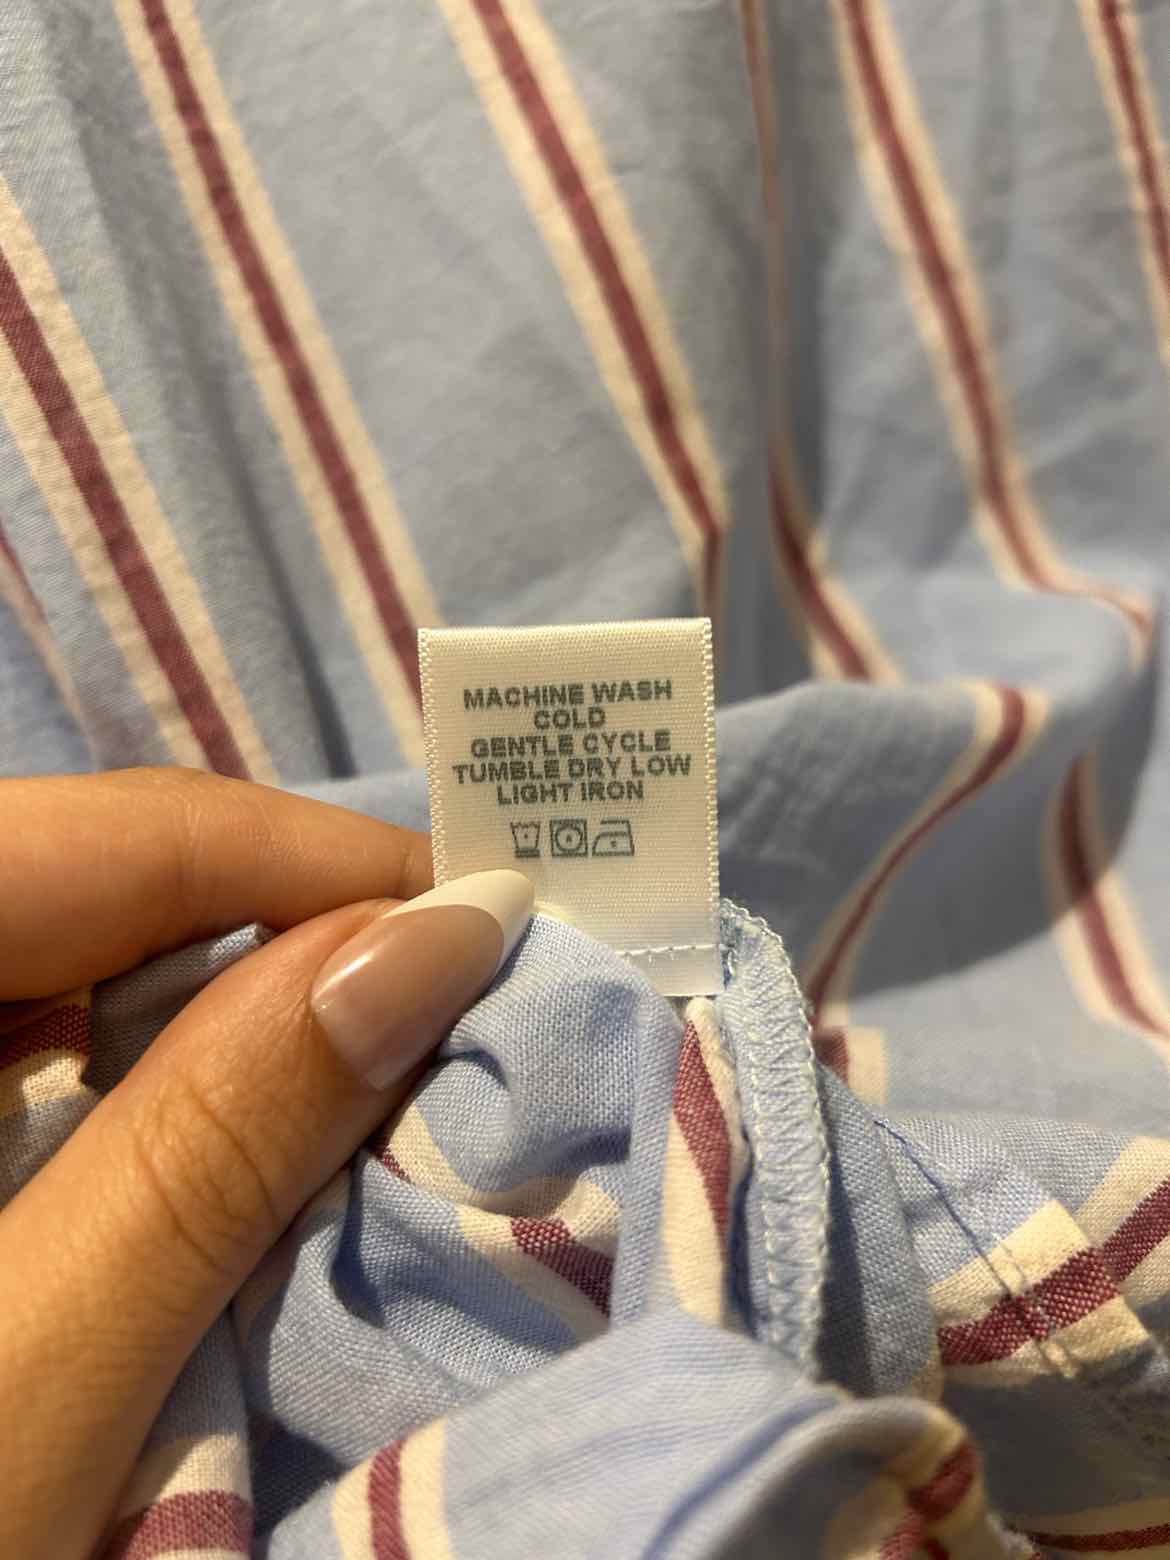 MACHINE WASH
COLD
GENTLE CYCLE
TUMBLE DRY LOW
LIGHT IRON